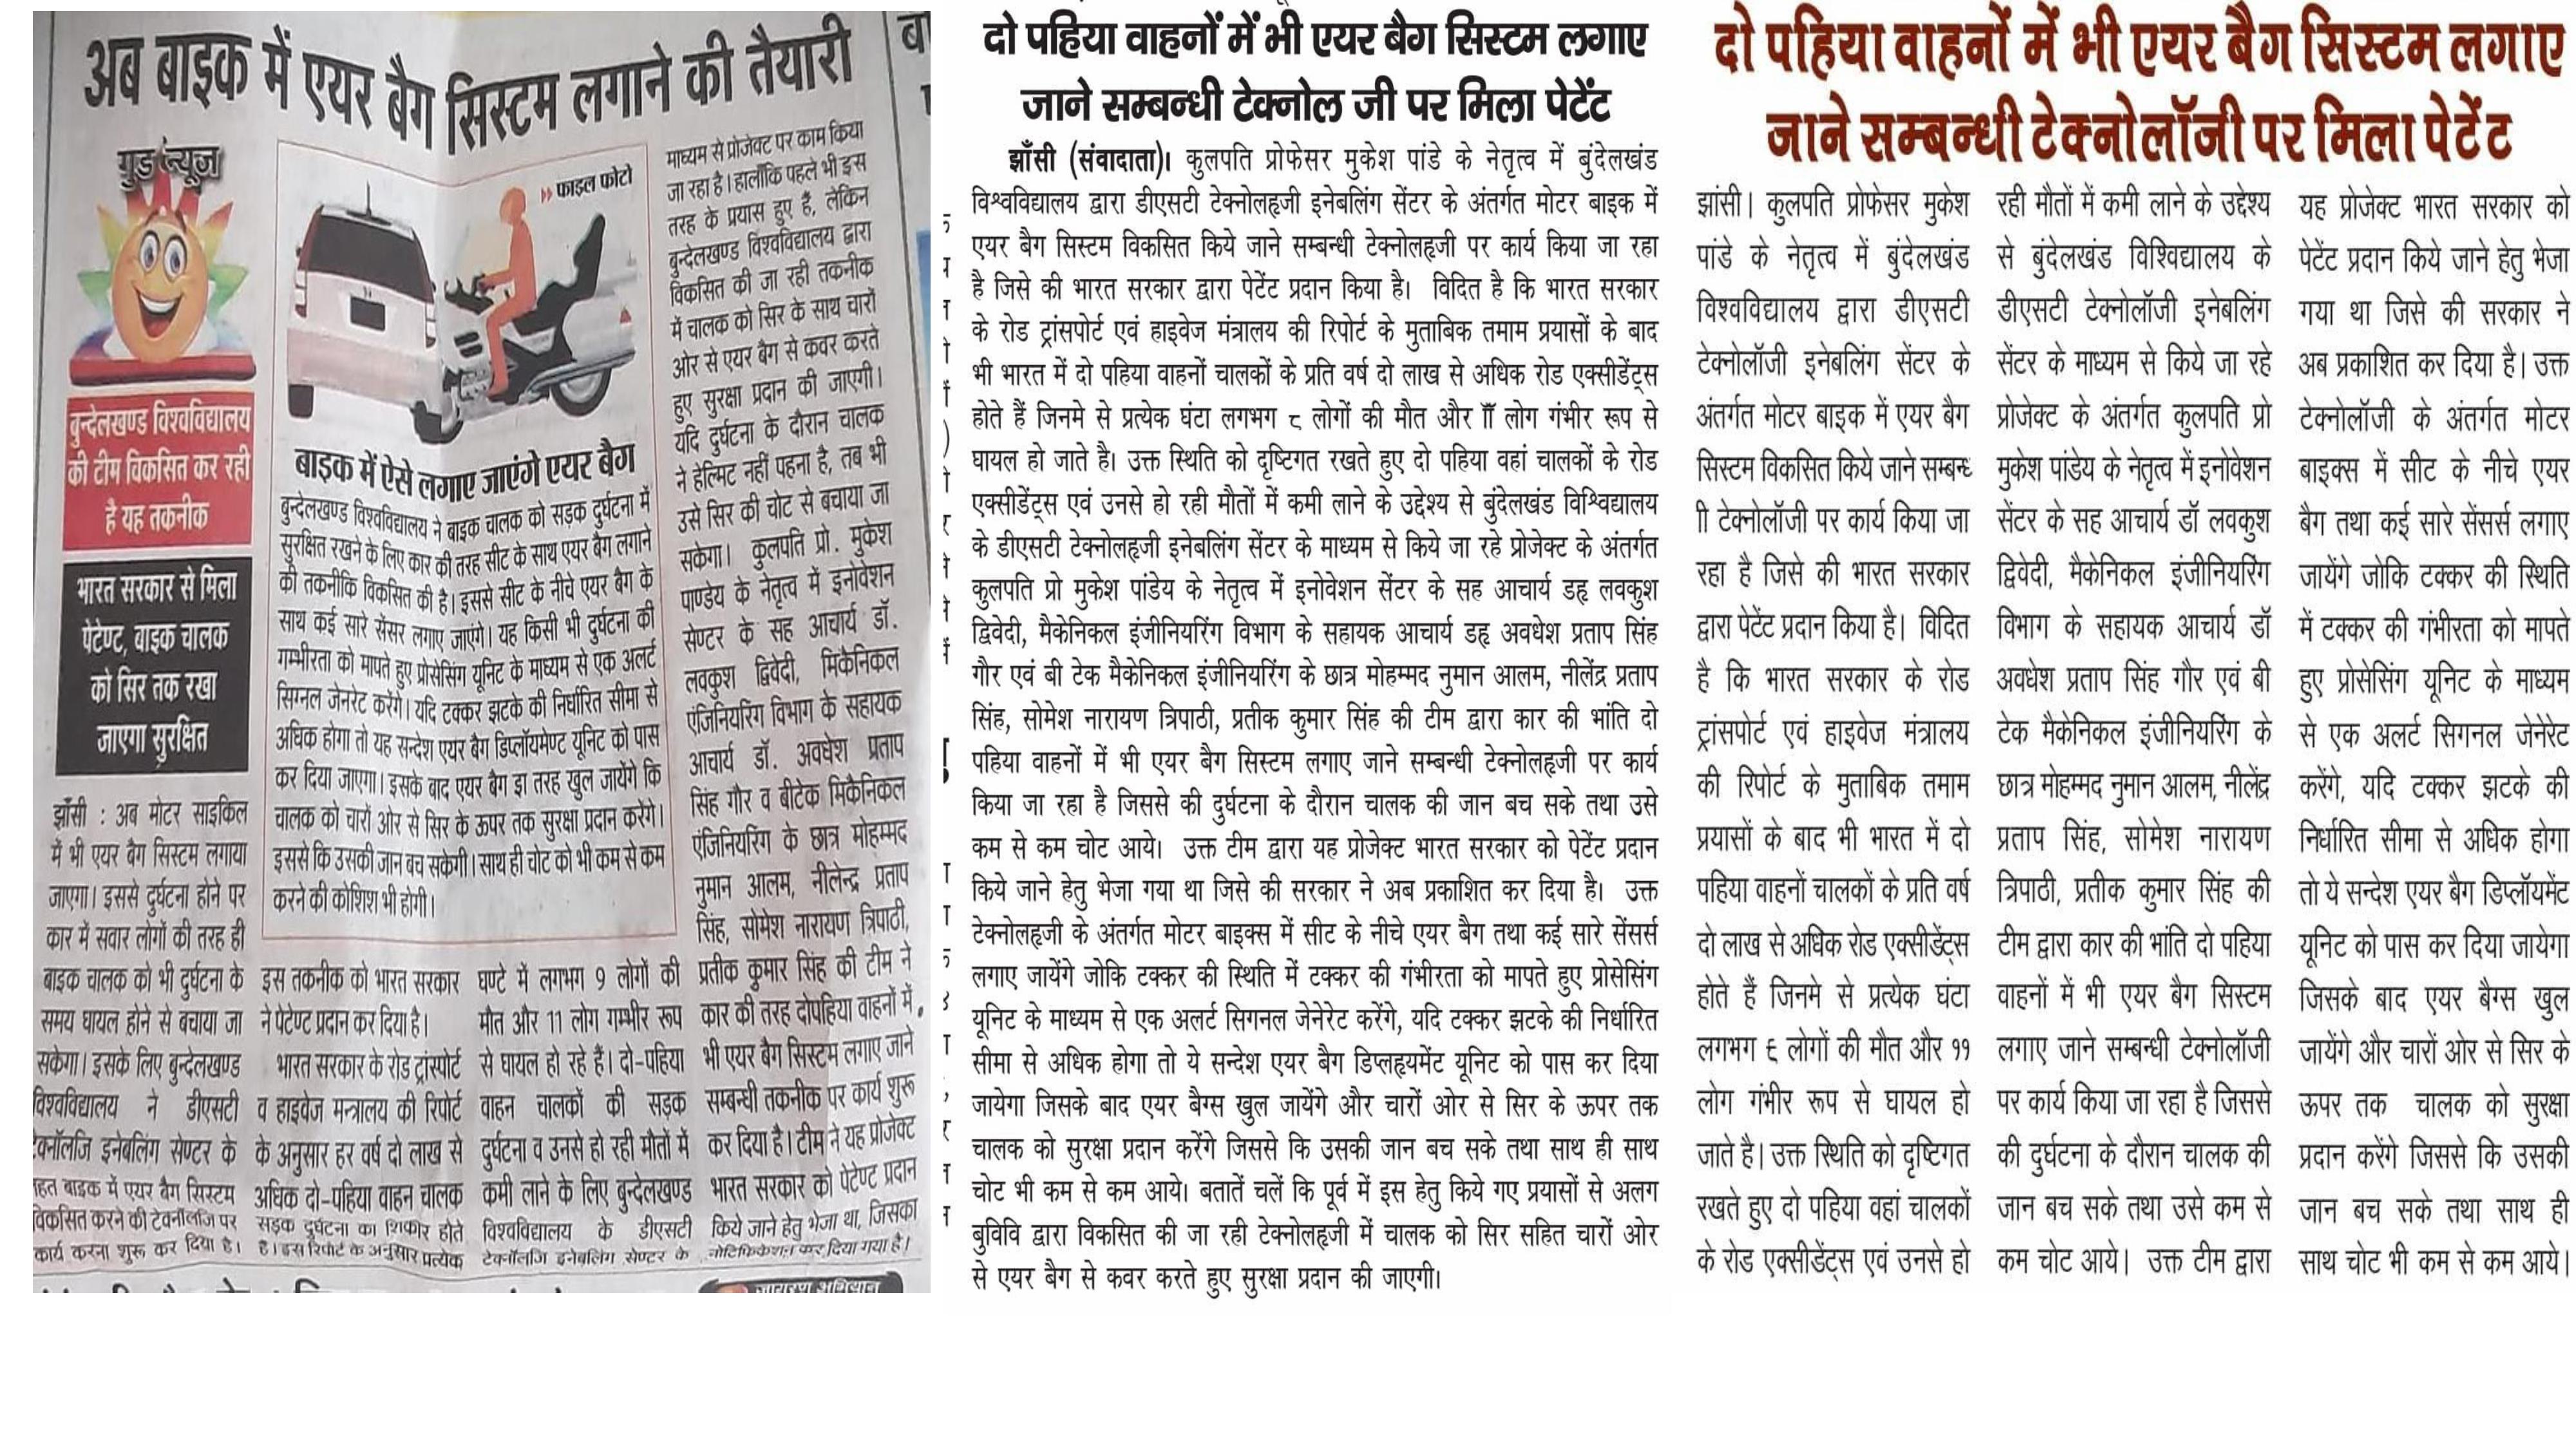 अब बाइक में एयर बैग सिस्टम लगाने की तैयारी
गुड न्यूज
बुन्देलखण्ड विश्वविद्यालय
की टीम विकसित कर रही
है यह तकनीक
भारत सरकार से मिला
पेटेण्ट, बाइक चालक
को सिर तक रखा
जाएगा सुरक्षित
झाँसी : अब मोटर साइकिल
में भी एयर बैग सिस्टम लगाया
जाएगा। इससे दुर्घटना होने पर
कार में सवार लोगों की तरह ही
बाइक चालक को भी दुर्घटना के
समय घायल होने से बचाया जा
सकेगा। इसके लिए बुन्देलखण्ड
विश्वविद्यालय ने डीएसटी
टेक्नॉलजि इनेबलिंग सेण्टर के
तहत बाइक में एयर बैग सिस्टम
विकसित करने की टेक्नॉलजि पर
कार्य करना शुरू कर दिया है।
फाइल फोटो
बाइक में ऐसे लगाए जाएंगे एयर बैग
बुन्देलखण्ड विश्वविद्यालय ने बाइक चालक को सड़क दुर्घटना में
सुरक्षित रखने के लिए कार की तरह सीट के साथ एयर बैग लगाने
की तकनीकि विकसित की है। इससे सीट के नीचे एयर बैग के
साथ कई सारे सेंसर लगाए जाएंगे। यह किसी भी दुर्घटना की
गम्भीरता को मापते हुए प्रोसेसिंग यूनिट के माध्यम से एक अलर्ट
सिग्नल जेनरेट करेंगे। यदि टक्कर झटके की निर्धारित सीमा से
अधिक होगा तो यह सन्देश एयर बैग डिप्लॉयमेण्ट यूनिट को पास
कर दिया जाएगा। इसके बाद एयर बैग इा तरह खुल जायेंगे कि
चालक को चारों ओर से सिर के ऊपर तक सुरक्षा प्रदान करेंगे।
इससे कि उसकी जान बच सकेगी। साथ ही चोट को भी कम से कम
करने की कोशिश भी होगी।
इस तकनीक को भारत सरकार
ने पेटेण्ट प्रदान कर दिया है।
भारत सरकार के रोड ट्रांस्पोर्ट
व हाइवेज मन्त्रालय की रिपोर्ट
के अनुसार हर वर्ष दो लाख से
अधिक दो-पहिया वाहन चालक
सड़क दुर्घटना का शिकार होते
है। इस रिपोर्ट के अनुसार प्रत्येक
घण्टे में लगभग 9 लोगों की
मौत और 11 लोग गम्भीर रूप
से घायल हो रहे हैं। दो-पहिया
वाहन चालकों की सड़क
दुर्घटना व उनसे हो रही मौतों में
कमी लाने के लिए बुन्देलखण्ड
विश्वविद्यालय के डीएसटी
टेक्नॉलजि इनेबलिंग सेण्टर के
माध्यम से प्रोजेक्ट पर काम किया
जा रहा है। हालाँकि पहले भी इस
तरह के प्रयास हुए हैं, लेकिन
बुन्देलखण्ड विश्वविद्यालय द्वारा
विकसित की जा रही तकनीक
में चालक को सिर के साथ चारों
ओर से एयर बैग से कवर करते
हुए सुरक्षा प्रदान की जाएगी।
यदि दुर्घटना के दौरान चालक
ने हेल्मिट नहीं पहना है, तब भी
उसे सिर की चोट से बचाया जा
सकेगा। कुलपति प्रो. मुकेश
पाण्डेय के नेतृत्व में इनोवेशन
सेण्टर के सह आचार्य डॉ.
लवकुश द्विवेदी, मिकैनिकल
एंजिनियरिंग विभाग के सहायक
आचार्य डॉ. अवधेश प्रताप
सिंह गौर व बीटेक मिकैनिकल
एंजिनियरिंग के छात्र मोहम्मद
नुमान आलम, नीलेन्द्र प्रताप
सिंह, सोमेश नारायण त्रिपाठी,
प्रतीक कुमार सिंह की टीम ने
कार की तरह दोपहिया वाहनों में
भी एयर बैग सिस्टम लगाए जाने
सम्बन्धी तकनीक पर कार्य शुरू
कर दिया है। टीम ने यह प्रोजेक्ट
भारत सरकार को पेटेण्ट प्रदान
किये जाने हेतु भेजा था, जिसका
नोटिफिकेशन कर दिया गया है।
दो पहिया वाहनों में भी एयर बैग सिस्टम लगाए
जाने सम्बन्धी टेक्नोल जी पर मिला पेटेंट
झाँसी (संवादाता)। कुलपति प्रोफेसर मुकेश पांडे के नेतृत्व में बुंदेलखंड
विश्वविद्यालय द्वारा डीएसटी टेक्नोलहृजी इनेबलिंग सेंटर के अंतर्गत मोटर बाइक में
एयर बैग सिस्टम विकसित किये जाने सम्बन्धी टेक्नोलहृजी पर कार्य किया जा रहा
है जिसे की भारत सरकार द्वारा पेटेंट प्रदान किया है। विदित है कि भारत सरकार
के रोड ट्रांसपोर्ट एवं हाइवेज मंत्रालय की रिपोर्ट के मुताबिक तमाम प्रयासों के बाद
भी भारत में दो पहिया वाहनों चालकों के प्रति वर्ष दो लाख से अधिक रोड एक्सीडेंट्स
होते हैं जिनमे से प्रत्येक घंटा लगभग ८ लोगों की मौत और लोग गंभीर रूप से
घायल हो जाते है। उक्त स्थिति को दृष्टिगत रखते हुए दो पहिया वहां चालकों के रोड
एक्सीडेंट्स एवं उनसे हो रही मौतों में कमी लाने के उद्देश्य से बुंदेलखंड विश्विद्यालय
के डीएसटी टेक्नोलहृजी इनेबलिंग सेंटर के माध्यम से किये जा रहे प्रोजेक्ट के अंतर्गत
कुलपति प्रो मुकेश पांडेय के नेतृत्व में इनोवेशन सेंटर के सह आचार्य डहृ लवकुश
द्विवेदी, मैकेनिकल इंजीनियरिंग विभाग के सहायक आचार्य डहृ अवधेश प्रताप सिंह
गौर एवं बी टेक मैकेनिकल इंजीनियरिंग के छात्र मोहम्मद नुमान आलम, नीलेंद्र प्रताप
सिंह, सोमेश नारायण त्रिपाठी, प्रतीक कुमार सिंह की टीम द्वारा कार की भांति दो
पहिया वाहनों में भी एयर बैग सिस्टम लगाए जाने सम्बन्धी टेक्नोलहृजी पर कार्य
किया जा रहा है जिससे की दुर्घटना के दौरान चालक की जान बच सके तथा उसे
कम से कम चोट आये। उक्त टीम द्वारा यह प्रोजेक्ट भारत सरकार को पेटेंट प्रदान
किये जाने हेतु भेजा गया था जिसे की सरकार ने अब प्रकाशित कर दिया है। उक्त
टेक्नोलहृजी के अंतर्गत मोटर बाइक्स में सीट के नीचे एयर बैग तथा कई सारे सेंसर्स
लगाए जायेंगे जोकि टक्कर की स्थिति में टक्कर की गंभीरता को मापते हुए प्रोसेसिंग
यूनिट के माध्यम से एक अलर्ट सिगनल जेनेरेट करेंगे, यदि टक्कर झटके की निर्धारित
सीमा से अधिक होगा तो ये सन्देश एयर बैग डिप्लहृयमेंट यूनिट को पास कर दिया
जायेगा जिसके बाद एयर बैग्स खुल जायेंगे और चारों ओर से सिर के ऊपर तक
चालक को सुरक्षा प्रदान करेंगे जिससे कि उसकी जान बच सके तथा साथ ही साथ
चोट भी कम से कम आये। बतातें चलें कि पूर्व में इस हेतु किये गए प्रयासों से अलग
बुविवि द्वारा विकसित की जा रही टेक्नोलहृजी में चालक को सिर सहित चारों ओर
से एयर बैग से कवर करते हुए सुरक्षा प्रदान की जाएगी।
दो पहिया वाहनों में भी एयर बैग सिस्टम लगाए
जाने सम्बन्धी टेक्नोलॉजी पर मिला पेटेंट
झांसी। कुलपति प्रोफेसर मुकेश
पांडे के नेतृत्व में बुंदेलखंड
विश्वविद्यालय द्वारा डीएसटी
टेक्नोलॉजी इनेबलिंग सेंटर के
अंतर्गत मोटर बाइक में एयर बैग
सिस्टम विकसित किये जाने सम्बन्ध
ी टेक्नोलॉजी पर कार्य किया जा
रहा है जिसे की भारत सरकार
द्वारा पेटेंट प्रदान किया है। विदित
है कि भारत सरकार के रोड
ट्रांसपोर्ट एवं हाइवेज मंत्रालय
की रिपोर्ट के मुताबिक तमाम
प्रयासों के बाद भी भारत में दो
पहिया वाहनों चालकों के प्रति वर्ष
दो लाख से अधिक रोड एक्सीडेंट्स
होते हैं जिनमे से प्रत्येक घंटा
लगभग ६ लोगों की मौत और ११
लोग गंभीर रूप से घायल हो
जाते है। उक्त स्थिति को दृष्टिगत
रखते हुए दो पहिया वहां चालकों
के रोड एक्सीडेंट्स एवं उनसे हो
रही मौतों में कमी लाने के उद्देश्य
से बुंदेलखंड विश्विद्यालय के
डीएसटी टेक्नोलॉजी इनेबलिंग
सेंटर के माध्यम से किये जा रहे
प्रोजेक्ट के अंतर्गत कुलपति प्रो
मुकेश पांडेय के नेतृत्व में इनोवेशन
सेंटर के सह आचार्य डॉ लवकुश
द्विवेदी, मैकेनिकल इंजीनियरिंग
विभाग के सहायक आचार्य डॉ
अवधेश प्रताप सिंह गौर एवं बी
टेक मैकेनिकल इंजीनियरिंग के
छात्र मोहम्मद नुमान आलम, नीलेंद्र
प्रताप सिंह, सोमेश नारायण
त्रिपाठी, प्रतीक कुमार सिंह की
टीम द्वारा कार की भांति दो पहिया
वाहनों में भी एयर बैग सिस्टम
लगाए जाने सम्बन्धी टेक्नोलॉजी
पर कार्य किया जा रहा है जिससे
की दुर्घटना के दौरान चालक की
जान बच सके तथा उसे कम से
कम चोट आये। उक्त टीम द्वारा
यह प्रोजेक्ट भारत सरकार को
पेटेंट प्रदान किये जाने हेतु भेजा
गया था जिसे की सरकार ने
अब प्रकाशित कर दिया है। उक्त
टेक्नोलॉजी के अंतर्गत मोटर
बाइक्स में सीट के नीचे एयर
बैग तथा कई सारे सेंसर्स लगाए
जायेंगे जोकि टक्कर की स्थिति
में टक्कर की गंभीरता को मापते
हुए प्रोसेसिंग यूनिट के माध्यम
से एक अलर्ट सिगनल जेनेरेट
करेंगे, यदि टक्कर झटके की
निर्धारित सीमा से अधिक होगा
तो ये सन्देश एयर बैग डिप्लॉयमेंट
यूनिट को पास कर दिया जायेगा
जिसके बाद एयर बैग्स खुल
जायेंगे और चारों ओर से सिर के
ऊपर तक चालक को सुरक्षा
प्रदान करेंगे जिससे कि उसकी
जान बच सके तथा साथ ही
साथ चोट भी कम से कम आये।